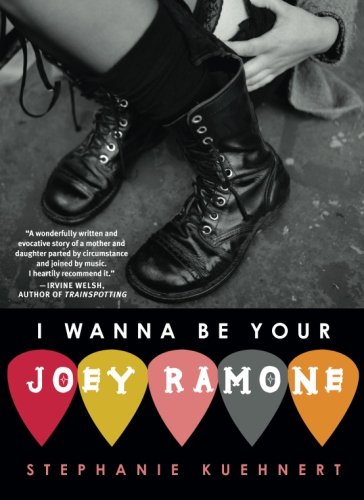 "A wonderfully written and
evocative story of a mother and
daughter parted by circumstance
and joined by music.
I heartily recommend it."
—IRVINE WELSH,
AUTHOR OF TRAINSPOTTING
I WANNA BE YOUR
JOEY RAMONE
STEPHANIE KUEHNERT